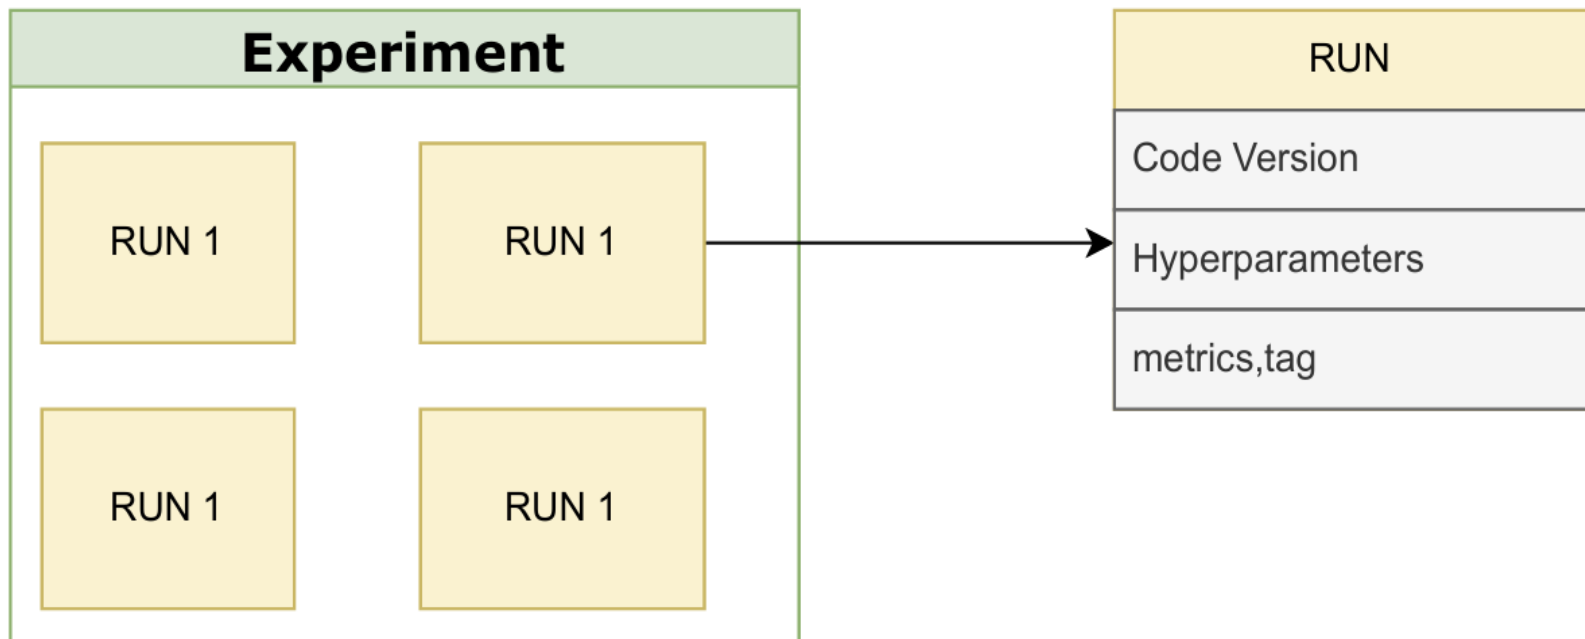 Experiment
RUN 1
RUN 1
RUN 1
RUN 1
RUN
Code Version
Hyperparameters
metrics,tag